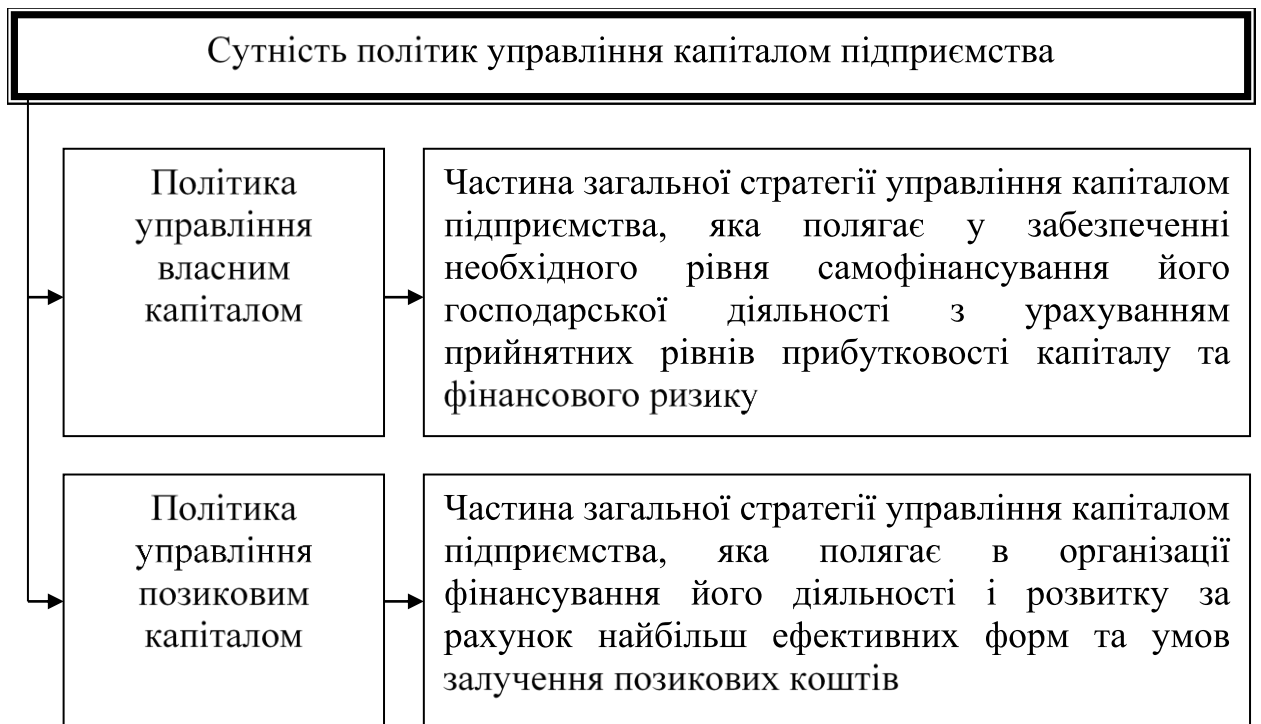 Сутність політик управління капіталом підприємства
Політика
управління
власним
капіталом
Частина загальної стратегії управління капіталом
підприємства, яка полягає у забезпеченні
необхідного рівня самофінансування його
господарської діяльності з урахуванням
прийнятних рівнів прибутковості капіталу та
фінансового ризику
Політика
управління
позиковим
капіталом
Частина загальної стратегії управління капіталом
підприємства, яка полягає в організації
фінансування його діяльності і розвитку за
рахунок найбільш ефективних форм та умов
залучення позикових коштів